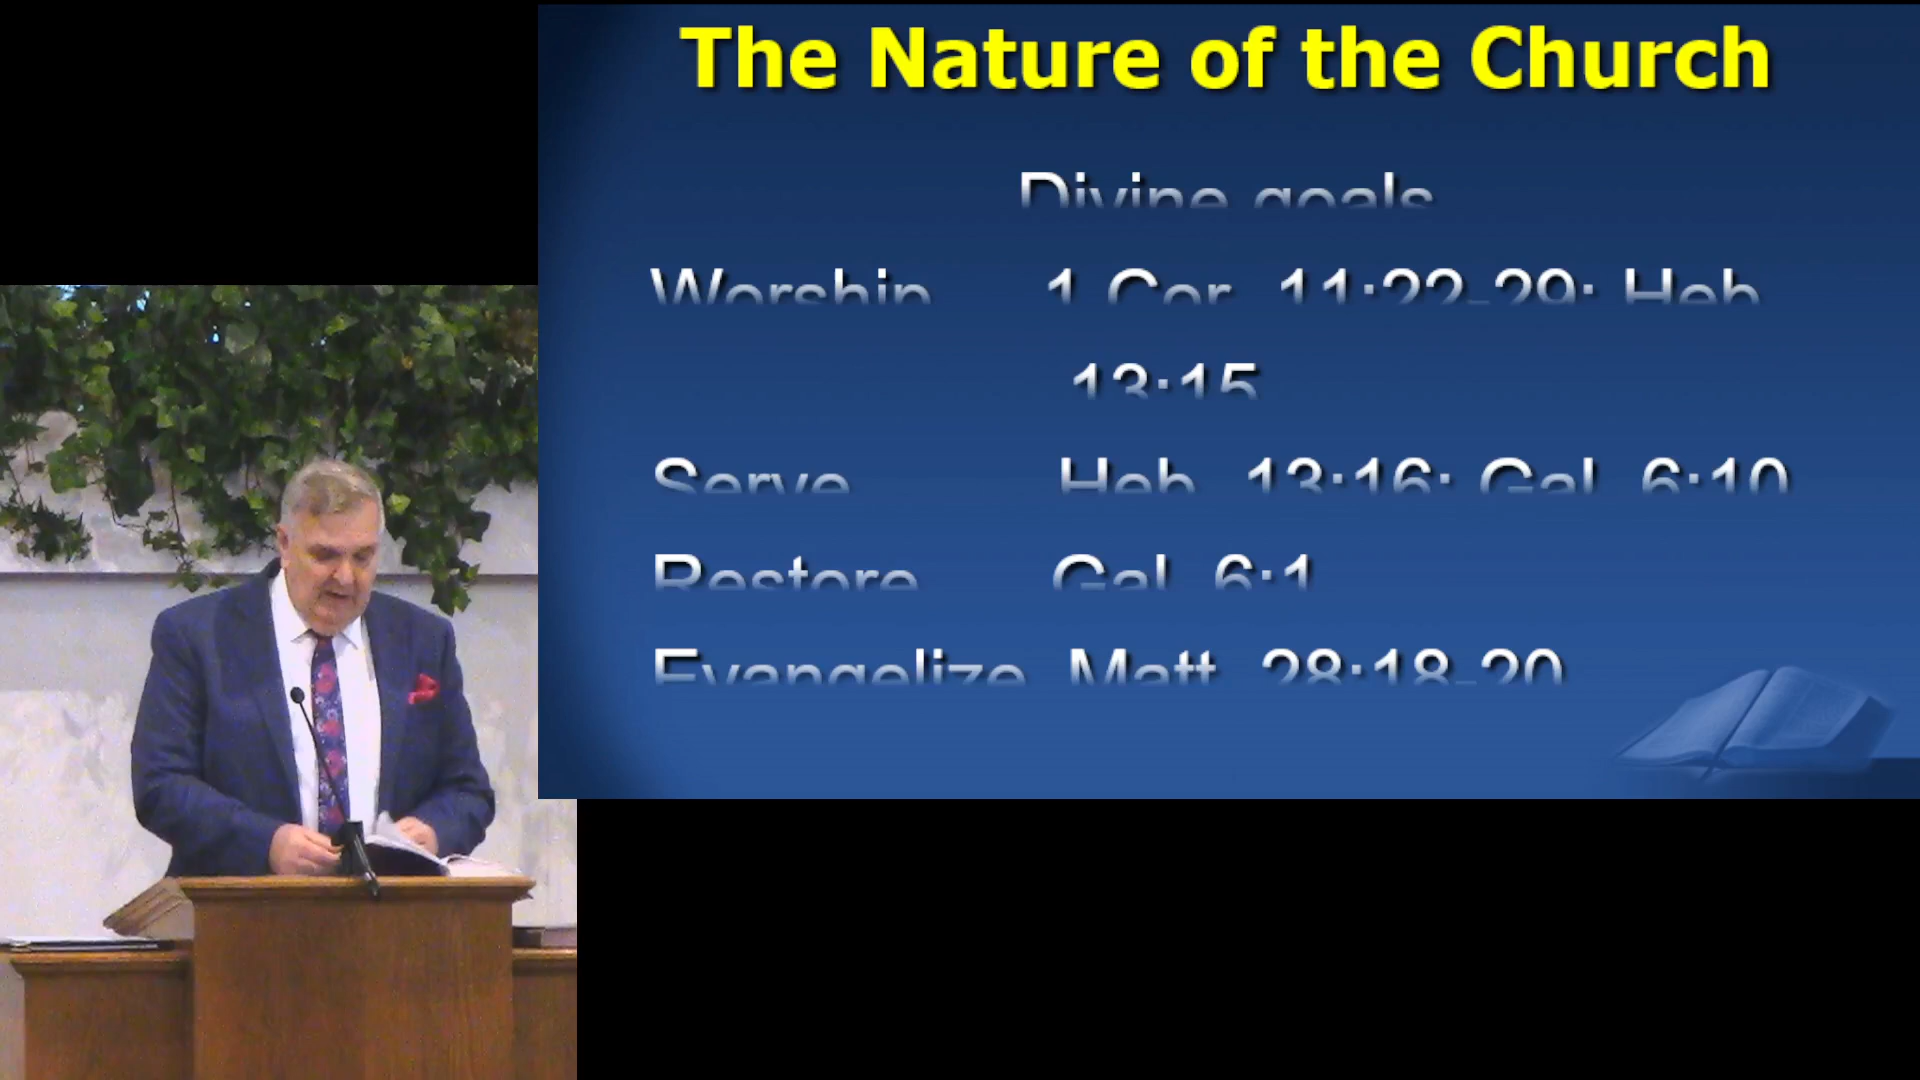 The Nature of the Church
Divine goals
Worship 1 Cor. 11:22-29; Heb.
13:15
Serve Heb. 13:16; Gal. 6:10
Restore Gal. 6:1
Evangelize Matt. 28:18-20